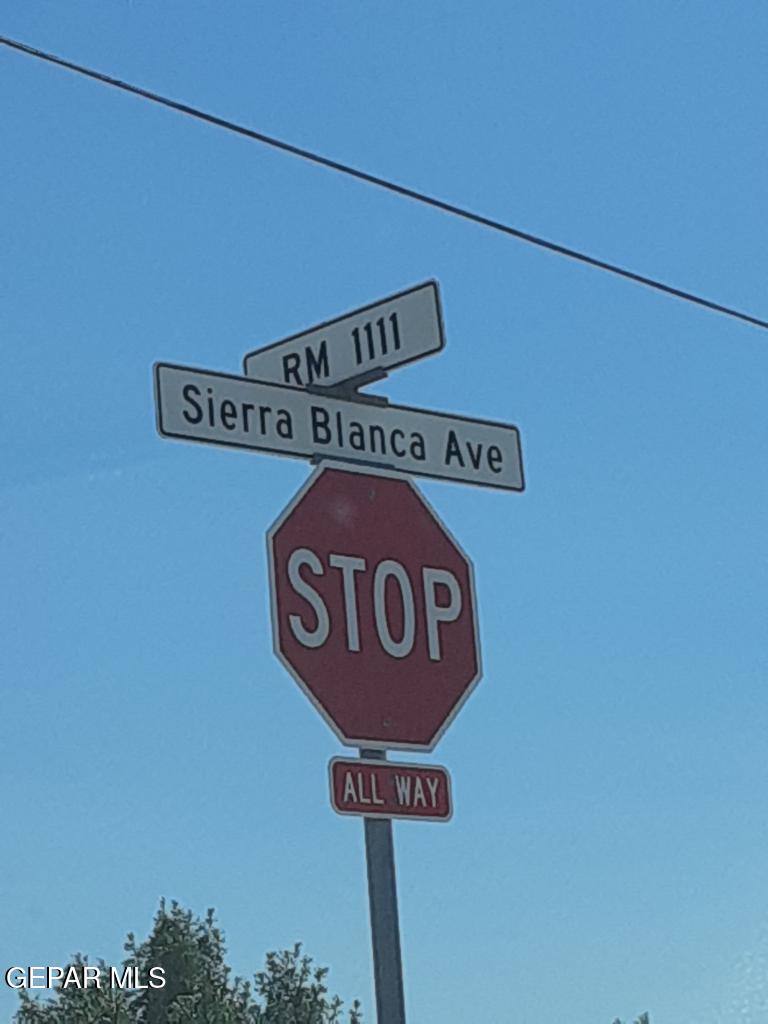 RM 1111
Sierra Blanca Ave
STOP
ALL WAY
GEPAR MLS